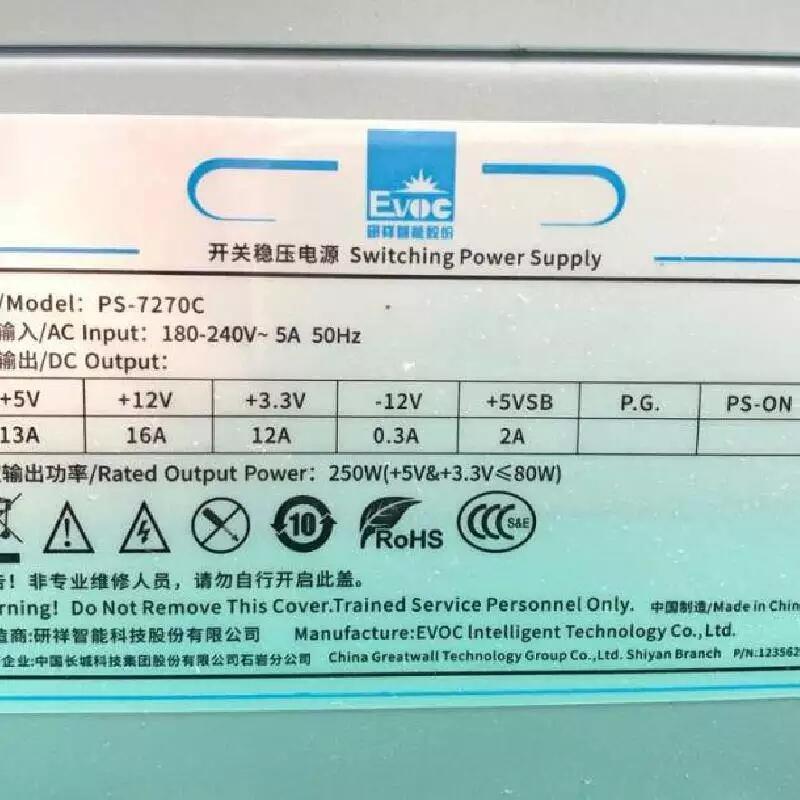 EVOC
研祥智能股份
开关稳压电源 Switching Power Supply
/Model: PS-7270C
输入/AC Input: 180-240V~ 5A 50Hz
输出/DC Output:
+5V +12V +3.3V -12V +5VSB P.G. PS-ON
13A 16A 12A 0.3A 2A
输出功率/Rated Output Power: 250W(+5V&+3.3V≤80W)
10 RoHS CCC S&E
告! 非专业维修人员，请勿自行开启此盖。
rning! Do Not Remove This Cover.Trained Service Personnel Only. 中国制造/Made in China
造商:研祥智能科技股份有限公司 Manufacture:EVOC Intelligent Technology Co.,Ltd.
企业:中国长城科技集团股份有限公司石岩分公司 China Greatwall Technology Group Co.,Ltd. Shiyan Branch P/N:123562